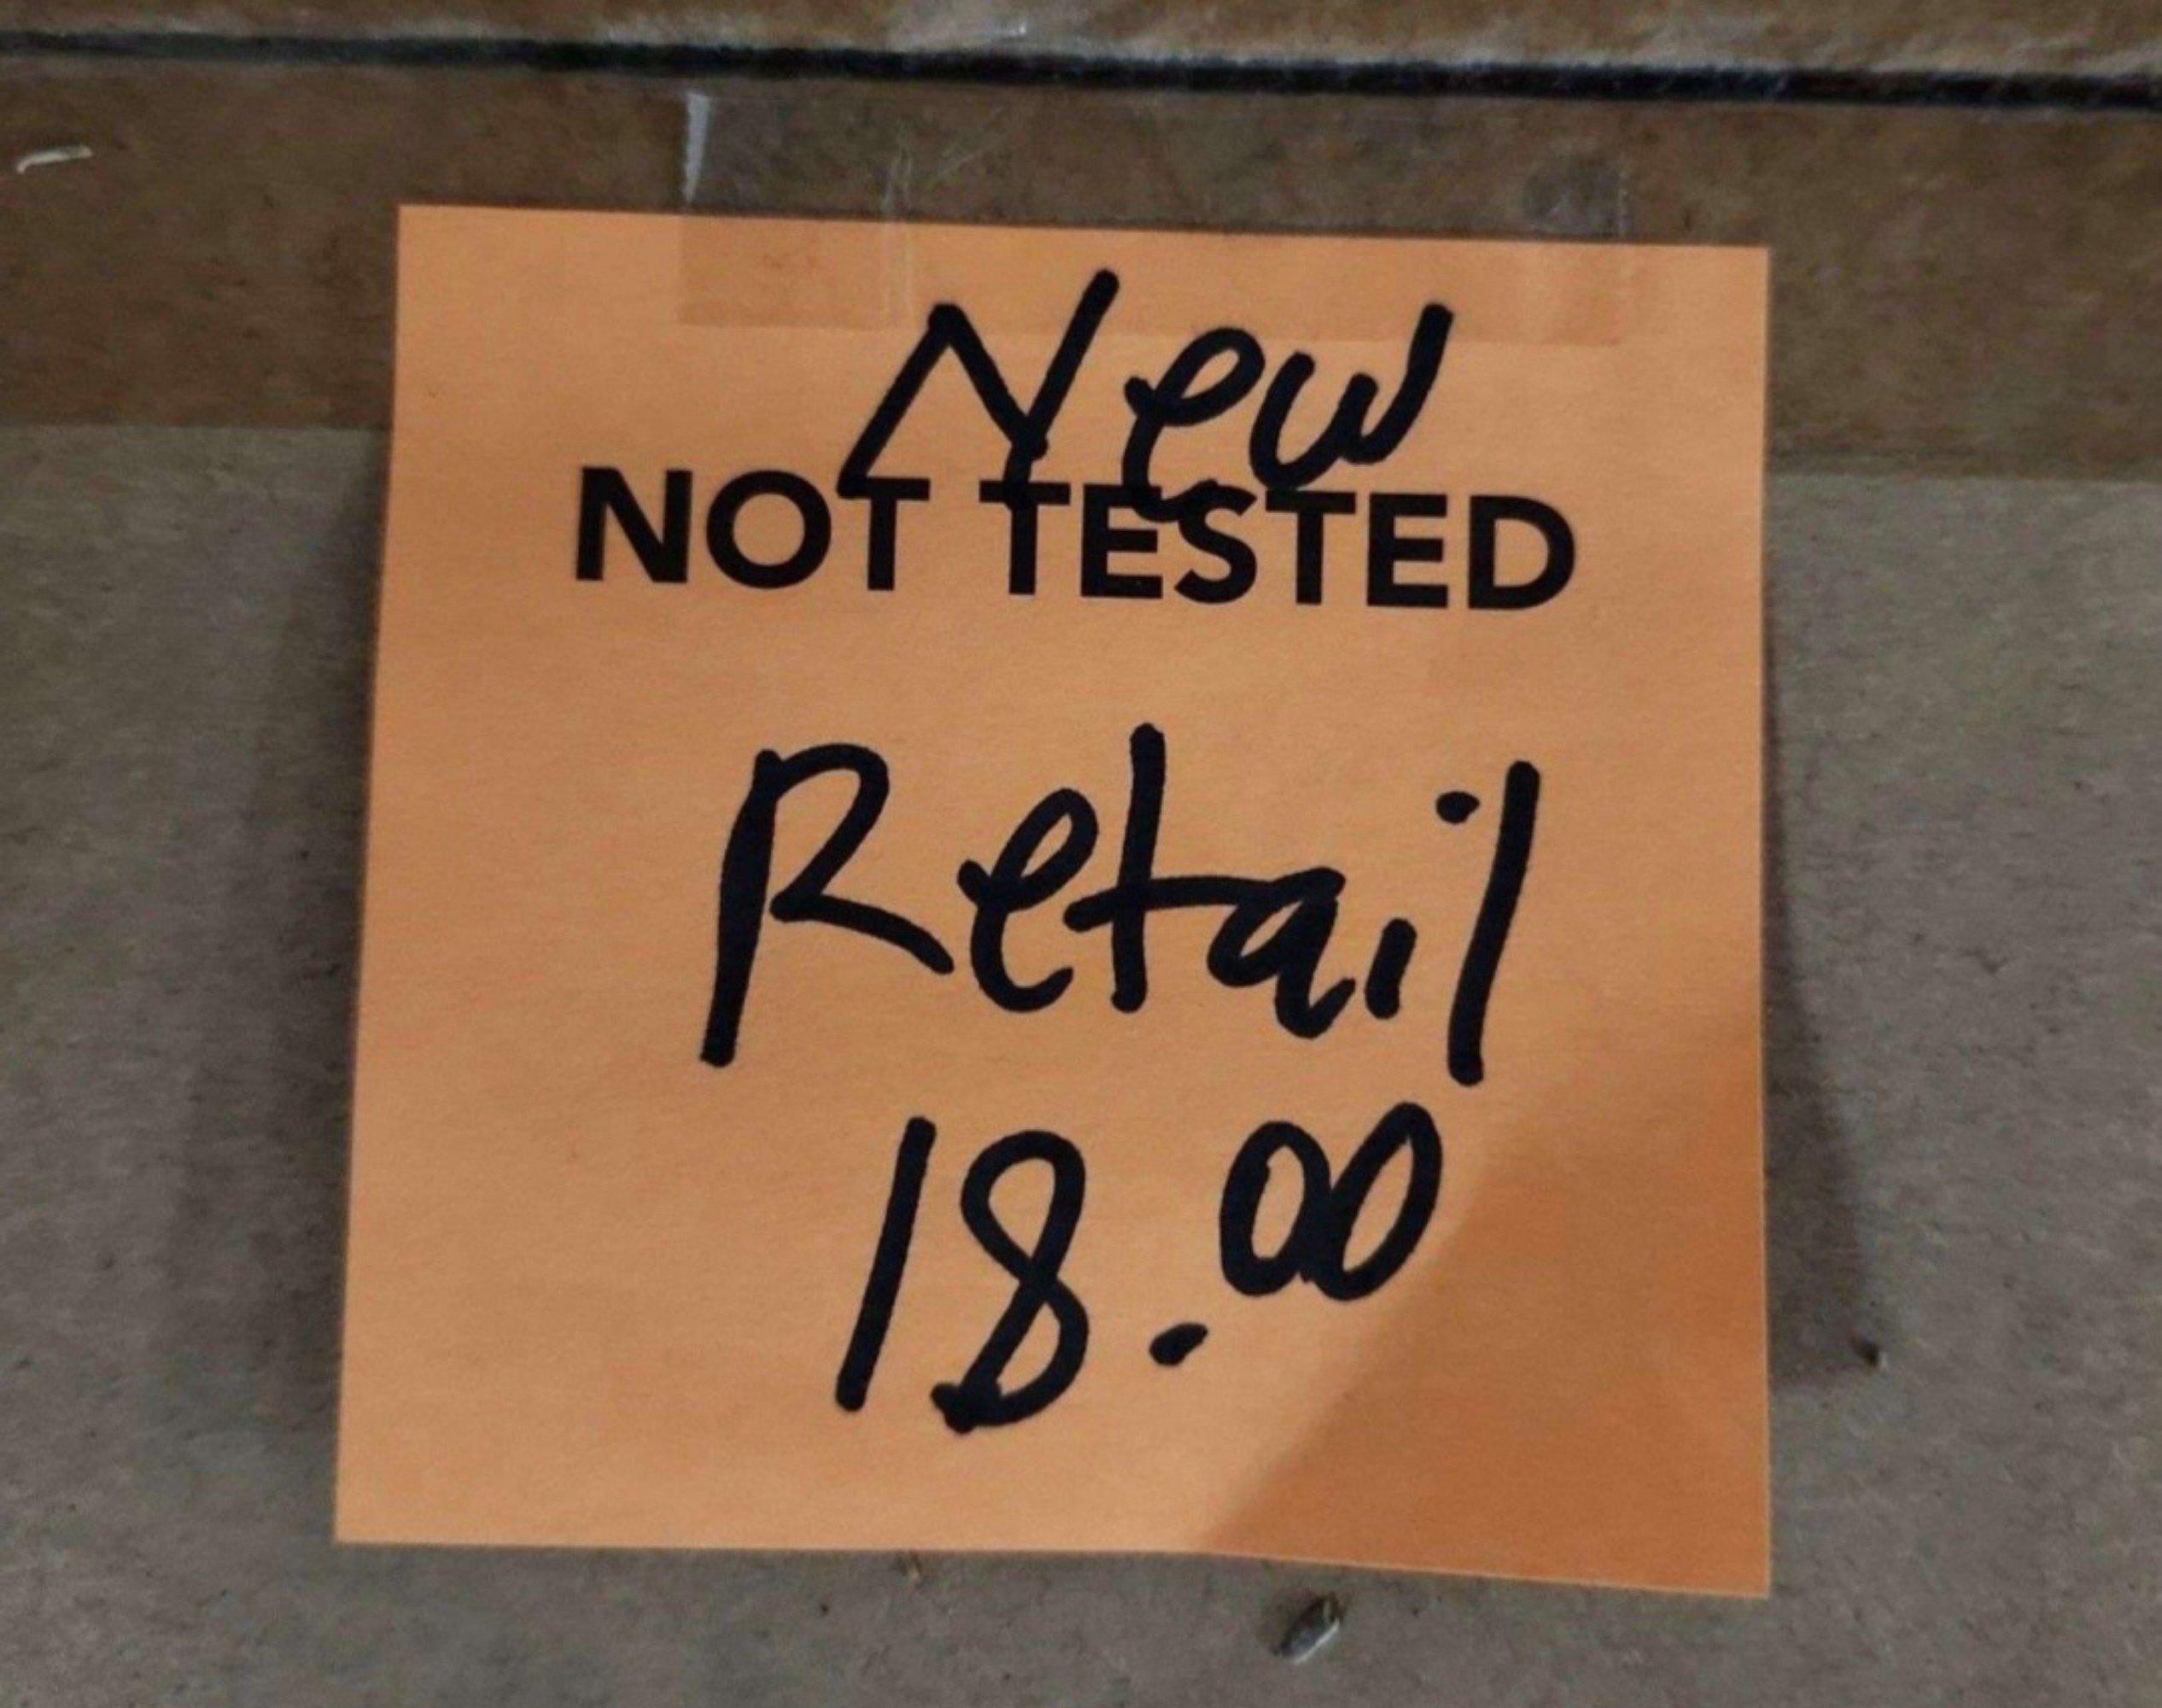 New
NOT TESTED
Retail
18.00